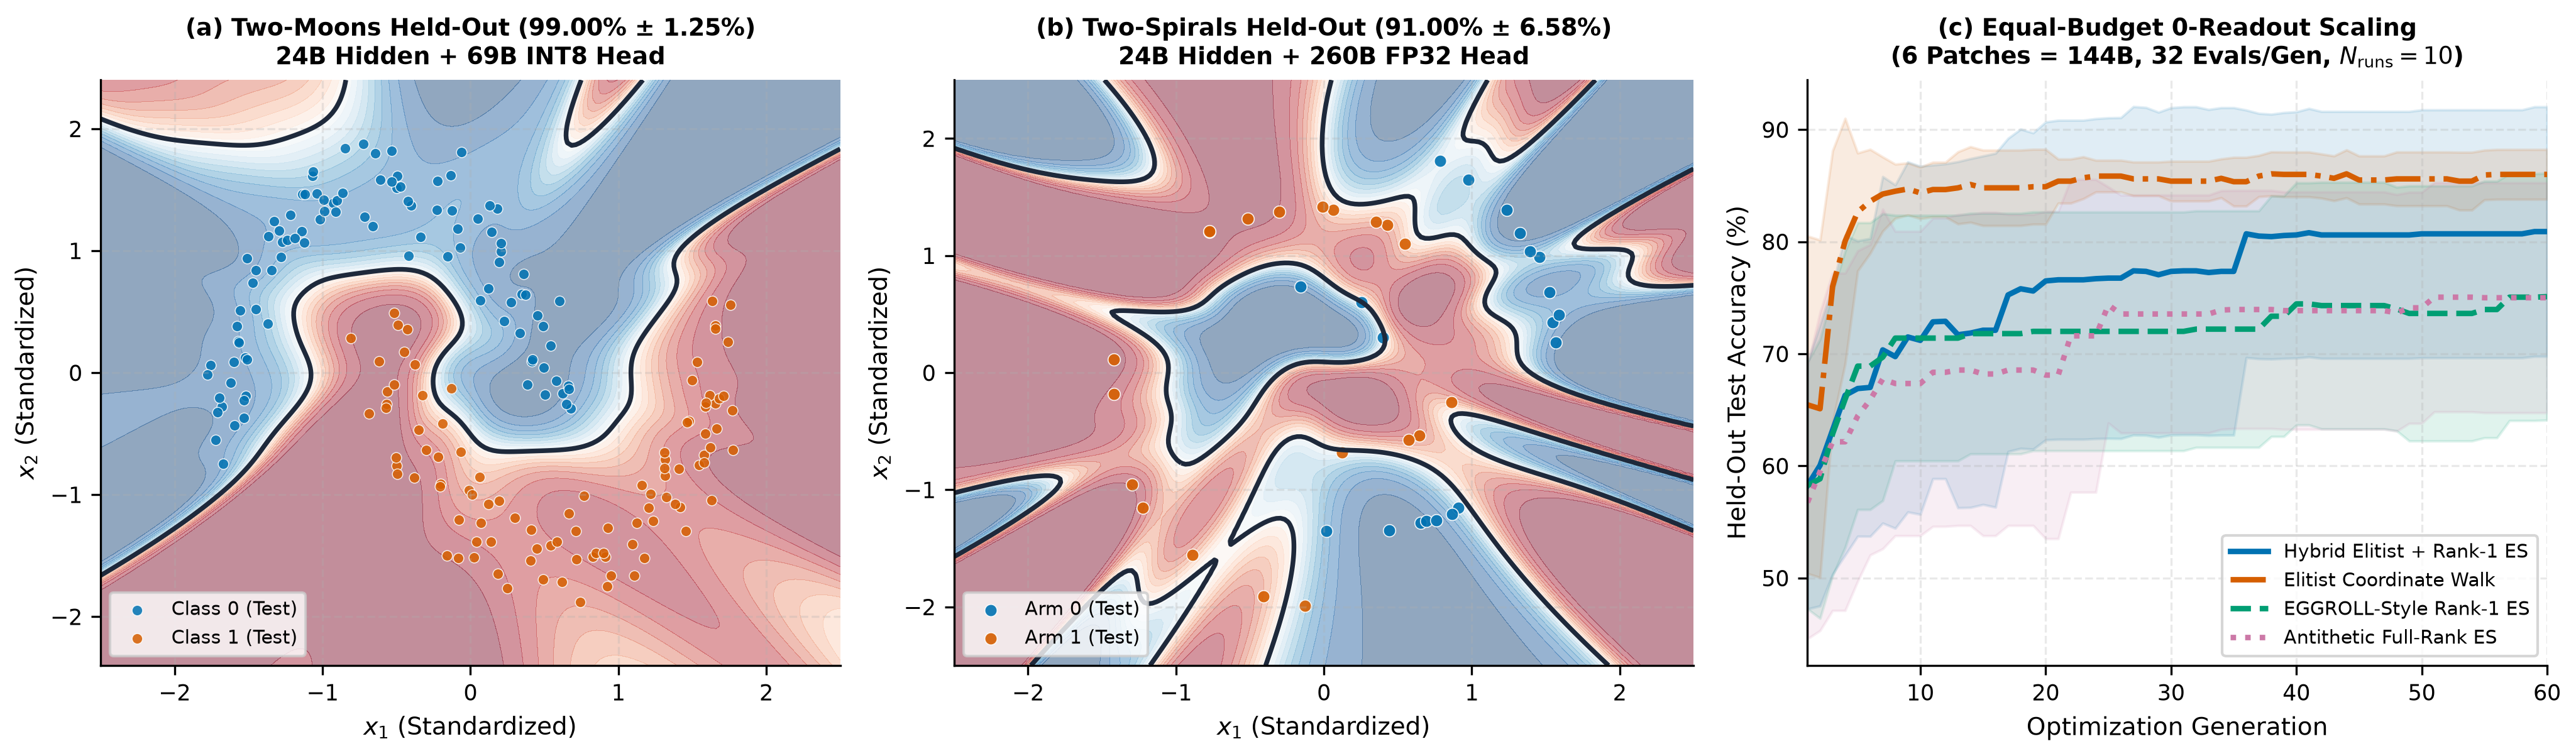 (a) Two-Moons Held-Out (99.00% ± 1.25%)
24B Hidden + 69B INT8 Head
2
1
0
−1
−2
x₂ (Standardized)
Class 0 (Test)
Class 1 (Test)
−2
−1
0
1
2
x₁ (Standardized)
(b) Two-Spirals Held-Out (91.00% ± 6.58%)
24B Hidden + 260B FP32 Head
2
1
0
−1
−2
x₂ (Standardized)
Arm 0 (Test)
Arm 1 (Test)
−2
−1
0
1
2
x₁ (Standardized)
(c) Equal-Budget 0-Readout Scaling
(6 Patches = 144B, 32 Evals/Gen, N_runs = 10)
90
80
70
60
50
Held-Out Test Accuracy (%)
Hybrid Elitist + Rank-1 ES
Elitist Coordinate Walk
EGGROLL-Style Rank-1 ES
Antithetic Full-Rank ES
10
20
30
40
50
60
Optimization Generation